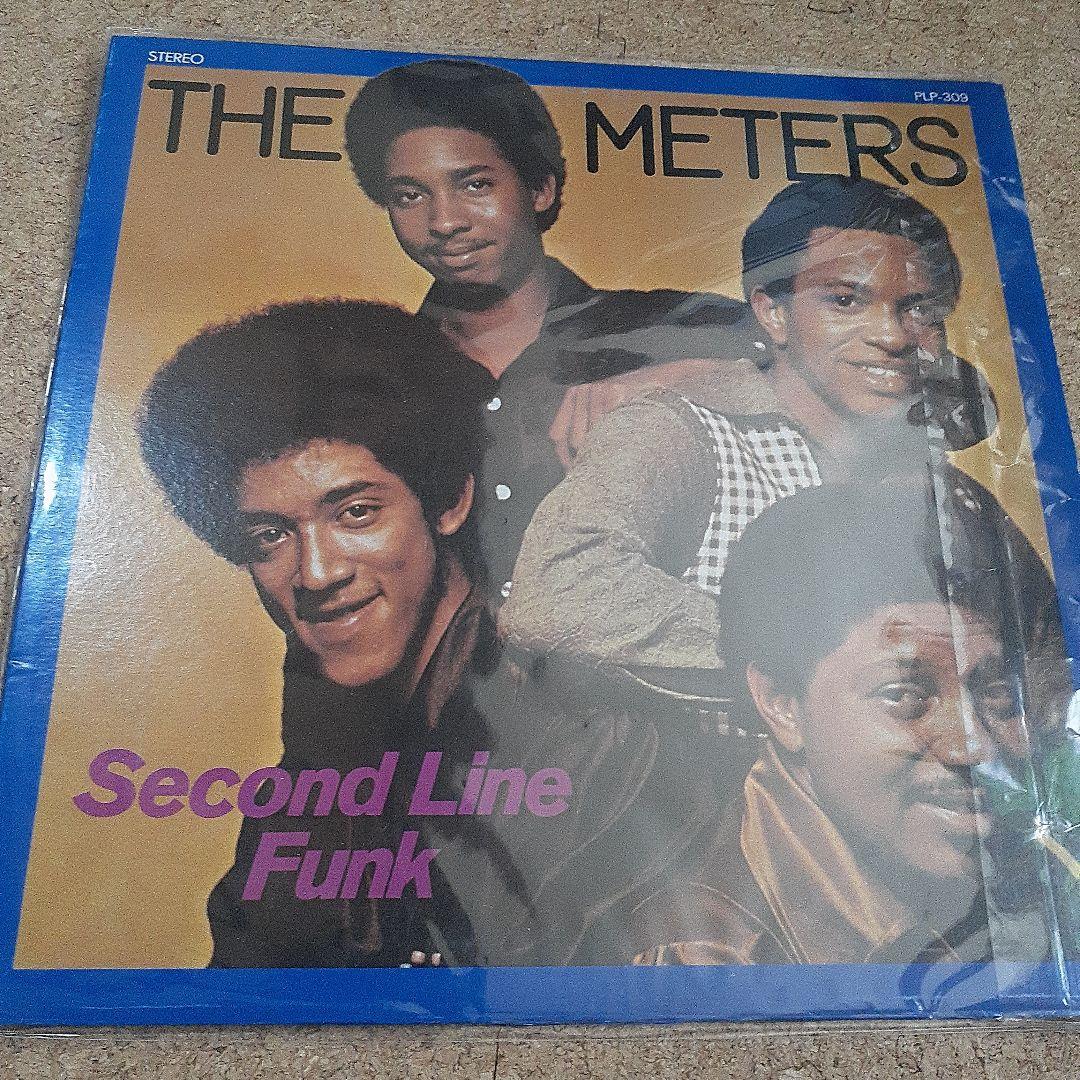 STEREO
PLP-309
THE METERS
Second Line
Funk